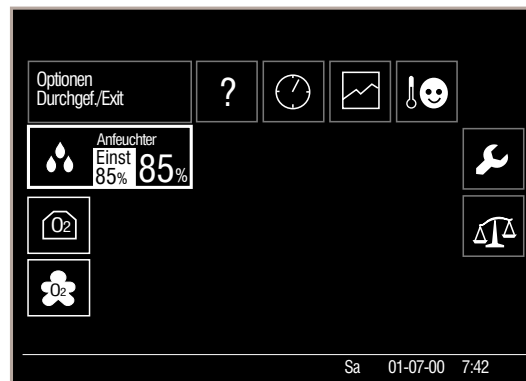 Optionen
Durchgef./Exit
?
Anfeuchter
Einst
85%
85%
O2
O2
Sa 01-07-00 7:42